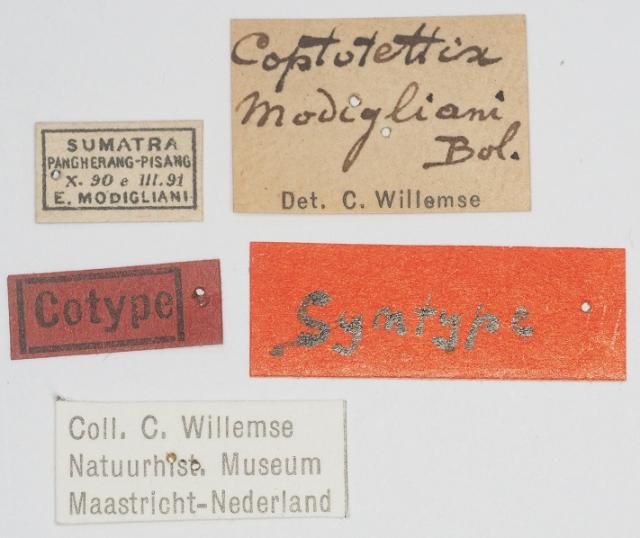 Coptotettix
Modigliani
Bol.
Det. C. Willemse
SUMATRA
PANGHERANG-PISANG
X. 90 e III. 91
E. MODIGLIANI
Cotype
Syntype
Coll. C. Willemse
Natuurhist. Museum
Maastricht-Nederland